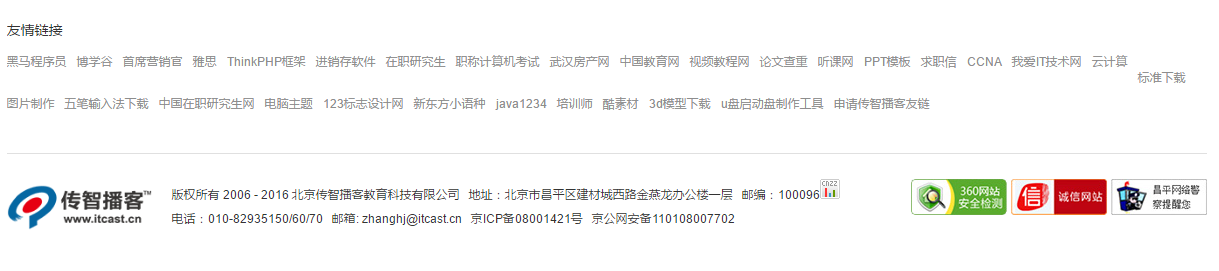 友情链接
黑马程序员 博学谷 首席营销官 雅思 ThinkPHP框架 进销存软件 在职研究生 职称计算机考试 武汉房产网 中国教育网 视频教程网 论文查重 听课网 PPT模板 求职信 CCNA 我爱IT技术网 云计算
标准下载
图片制作 五笔输入法下载 中国在职研究生网 电脑主题 123标志设计网 新东方小语种 java1234 培训师 酷素材 3d模型下载 u盘启动盘制作工具 申请传智播客友链
传智播客™
www.itcast.cn
版权所有 2006 - 2016 北京传智播客教育科技有限公司 地址：北京市昌平区建材城西路金燕龙办公楼一层 邮编：100096
CNZZ
电话：010-82935150/60/70 邮箱: zhanghj@itcast.cn 京ICP备08001421号 京公网安备110108007702
360网站
安全检测
信
诚信网站
昌平网络警
察提醒您